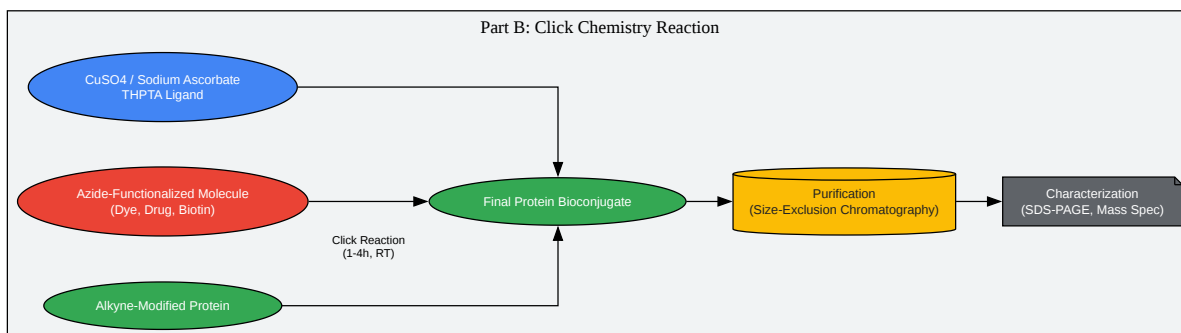 Part B: Click Chemistry Reaction
CuSO4 / Sodium Ascorbate
THPTA Ligand
Azide-Functionalized Molecule
(Dye, Drug, Biotin)
Click Reaction
(1-4h, RT)
Alkyne-Modified Protein
Final Protein Bioconjugate
Purification
(Size-Exclusion Chromatography)
Characterization
(SDS-PAGE, Mass Spec)